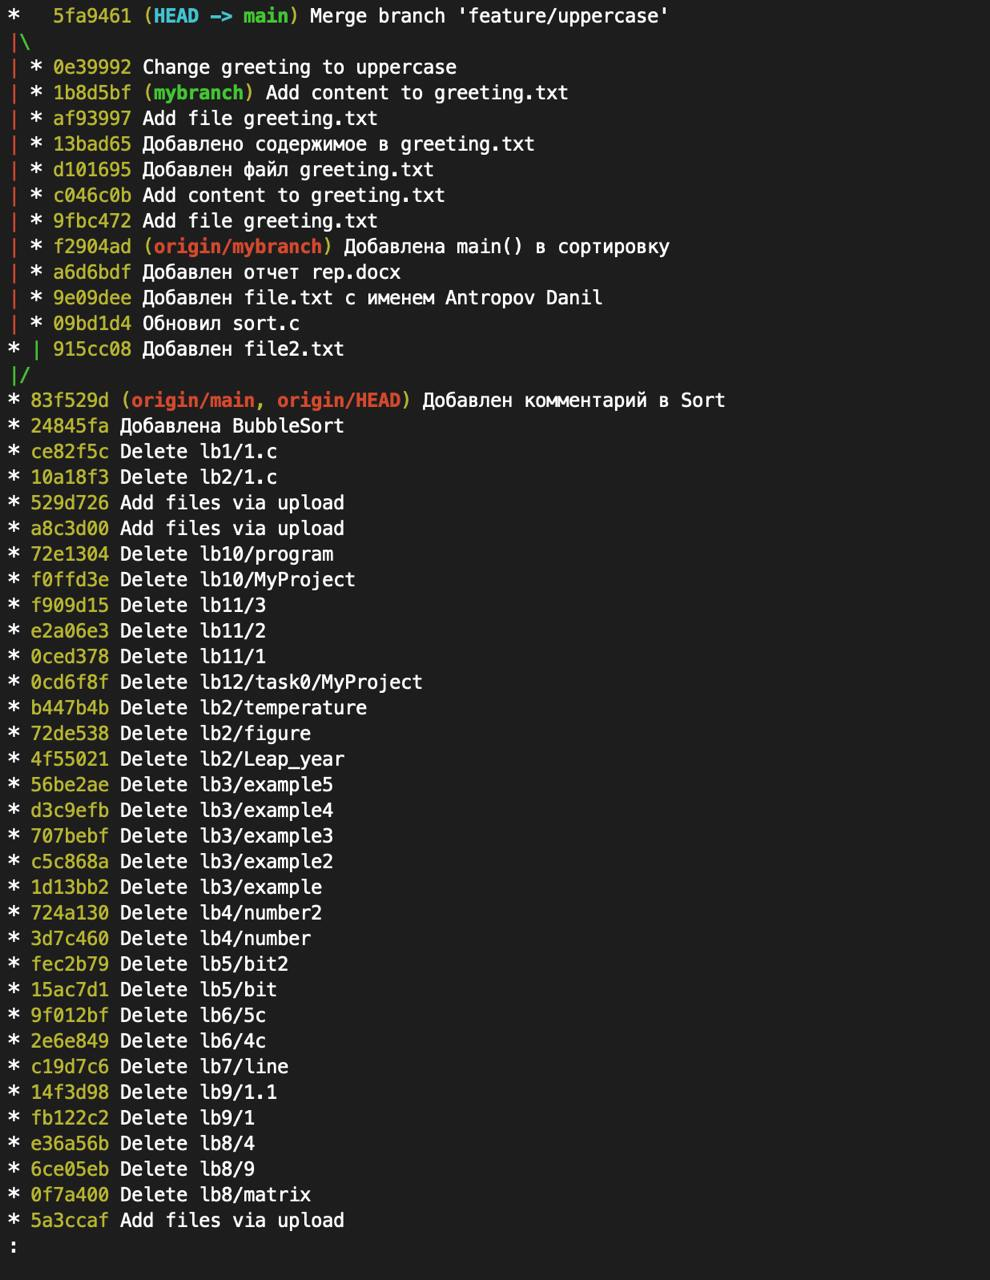 *   5fa9461 (HEAD -> main) Merge branch 'feature/uppercase'
|\
| * 0e39992 Change greeting to uppercase
| * 1b8d5bf (mybranch) Add content to greeting.txt
| * af93997 Add file greeting.txt
| * 13bad65 Добавлено содержимое в greeting.txt
| * d101695 Добавлен файл greeting.txt
| * c046c0b Add content to greeting.txt
| * 9fbc472 Add file greeting.txt
| * f2904ad (origin/mybranch) Добавлена main() в сортировку
| * a6d6bdf Добавлен отчет rep.docx
| * 9e09dee Добавлен file.txt с именем Antropov Danil
| * 09bd1d4 Обновил sort.c
* | 915cc08 Добавлен file2.txt
|/
* 83f529d (origin/main, origin/HEAD) Добавлен комментарий в Sort
* 24845fa Добавлена BubbleSort
* ce82f5c Delete lb1/1.c
* 10a18f3 Delete lb2/1.c
* 529d726 Add files via upload
* a8c3d00 Add files via upload
* 72e1304 Delete lb10/program
* f0ffd3e Delete lb10/MyProject
* f909d15 Delete lb11/3
* e2a06e3 Delete lb11/2
* 0ced378 Delete lb11/1
* 0cd6f8f Delete lb12/task0/MyProject
* b447b4b Delete lb2/temperature
* 72de538 Delete lb2/figure
* 4f55021 Delete lb2/Leap_year
* 56be2ae Delete lb3/example5
* d3c9efb Delete lb3/example4
* 707bebf Delete lb3/example3
* c5c868a Delete lb3/example2
* 1d13bb2 Delete lb3/example
* 724a130 Delete lb4/number2
* 3d7c460 Delete lb4/number
* fec2b79 Delete lb5/bit2
* 15ac7d1 Delete lb5/bit
* 9f012bf Delete lb6/5c
* 2e6e849 Delete lb6/4c
* c19d7c6 Delete lb7/line
* 14f3d98 Delete lb9/1.1
* fb122c2 Delete lb9/1
* e36a56b Delete lb8/4
* 6ce05eb Delete lb8/9
* 0f7a400 Delete lb8/matrix
* 5a3ccaf Add files via upload
: